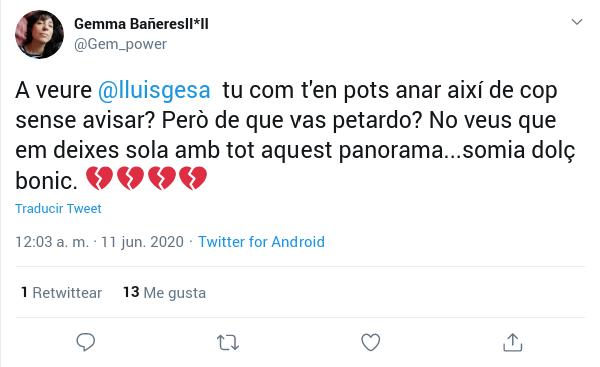 Gemma Bañeresll*ll
@Gem_power
A veure @lluisgesa tu com t'en pots anar així de cop
sense avisar? Però de que vas petardo? No veus que
em deixes sola amb tot aquest panorama...somia dolç
bonic. 💔💔💔💔
Traducir Tweet
12:03 a. m. · 11 jun. 2020 · Twitter for Android
1 Retwittear 13 Me gusta